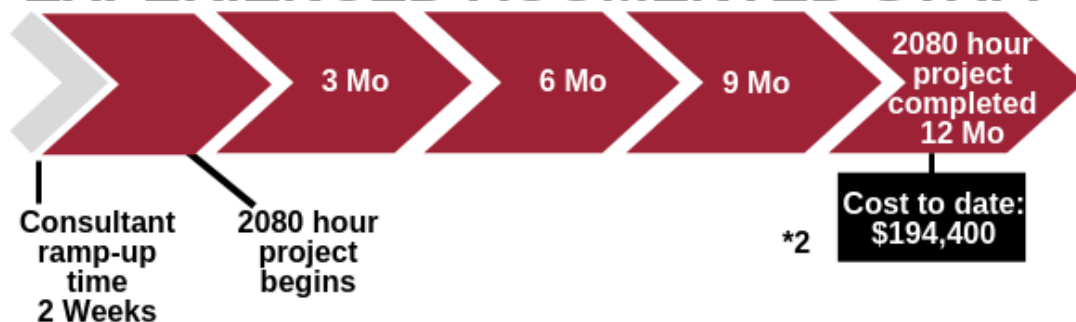 3 Mo
6 Mo
9 Mo
2080 hour
project
completed
12 Mo
Consultant
ramp-up
time
2 Weeks
2080 hour
project
begins
*2
Cost to date:
$194,400